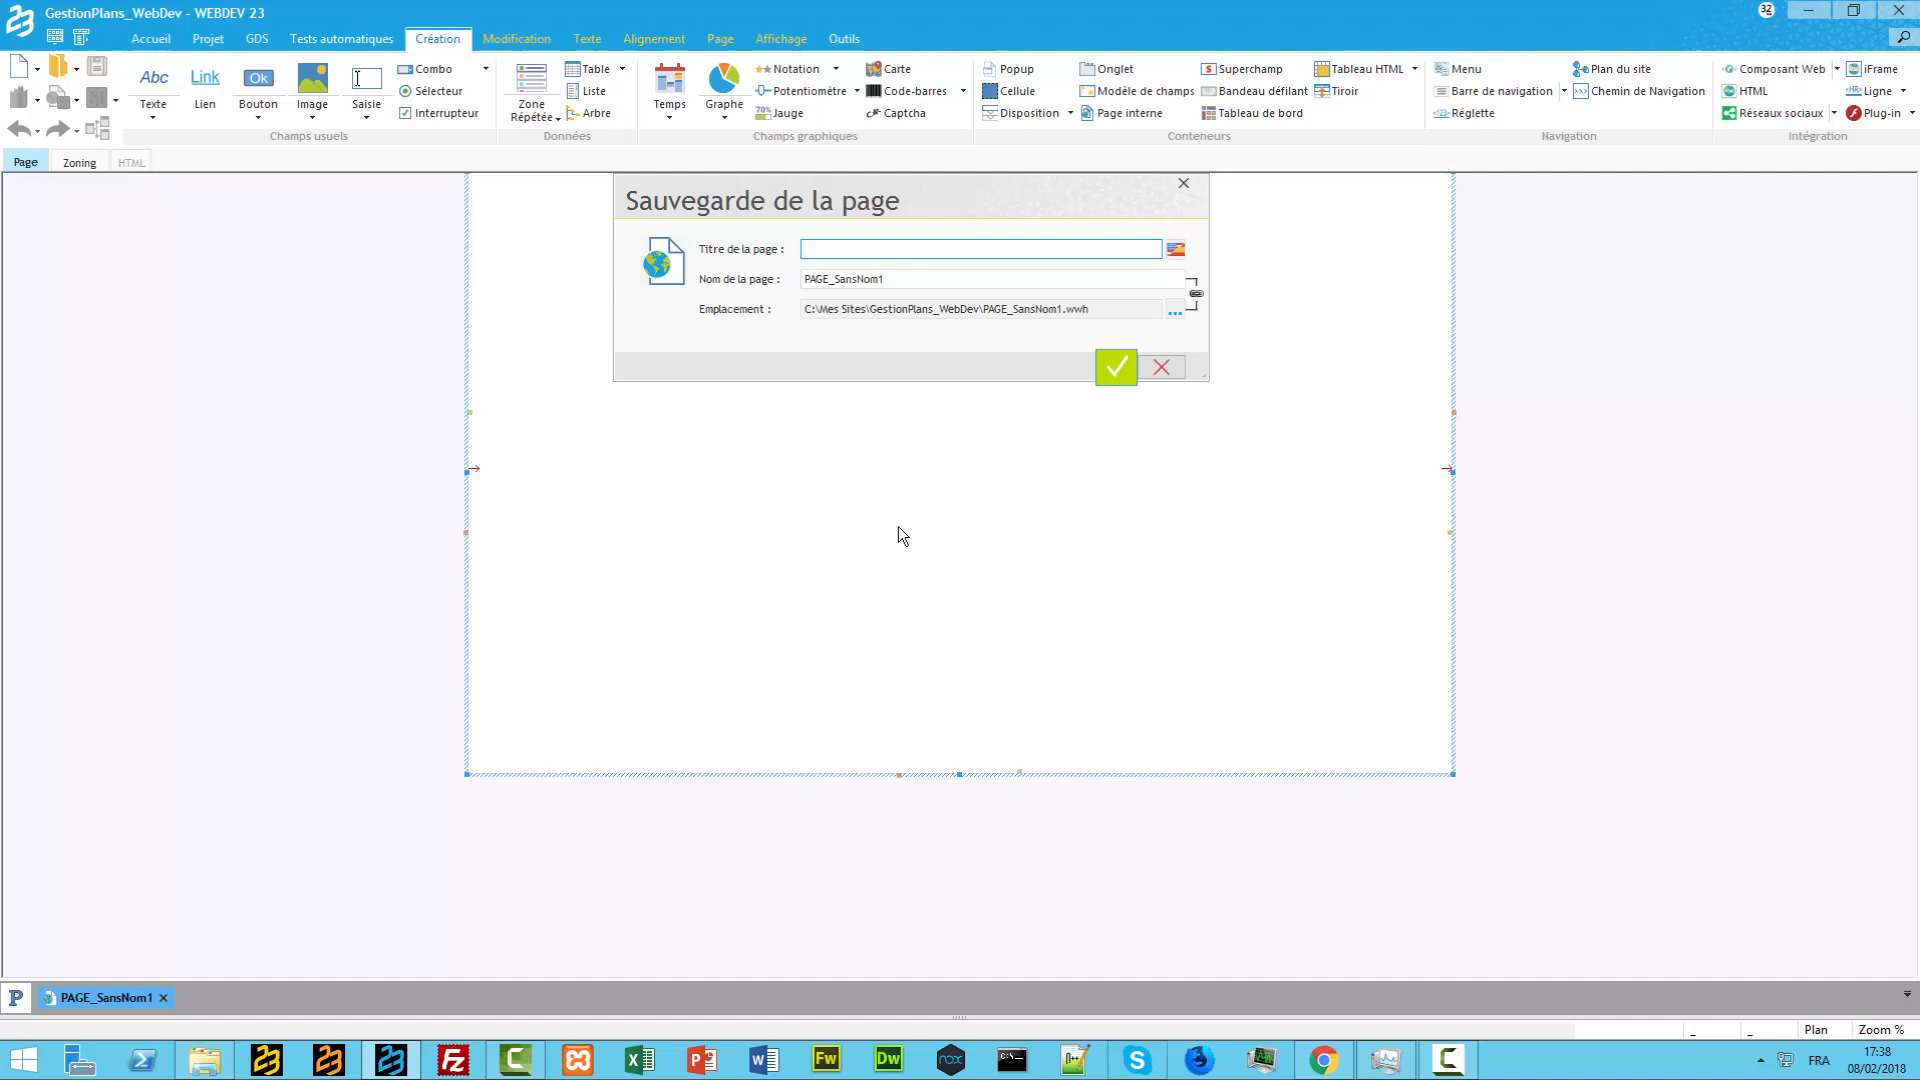 GestionPlans_WebDev - WEBDEV 23
32
Accueil Projet GDS Tests automatiques Création Modification Texte Alignement Page Affichage Outils
Abc Link Ok Combo Table Notation Carte Popup Onglet Superchamp Tableau HTML Menu Plan du site Composant Web iFrame
Sélecteur Liste Potentiomètre Code-barres Cellule Modèle de champs Bandeau défilant Tiroir Barre de navigation Chemin de Navigation HTML Ligne
Texte Lien Bouton Image Saisie Interrupteur Zone Répétée Arbre Temps Graphe Jauge Captcha Disposition Page interne Tableau de bord Réglette Réseaux sociaux Plug-in
Champs usuels Données Champs graphiques Conteneurs Navigation Intégration
Page Zoning HTML
Sauvegarde de la page
Titre de la page :
Nom de la page : PAGE_SansNom1
Emplacement : C:\Mes Sites\GestionPlans_WebDev\PAGE_SansNom1.wwh ...
P PAGE_SansNom1
Plan Zoom %
FRA
17:38
08/02/2018